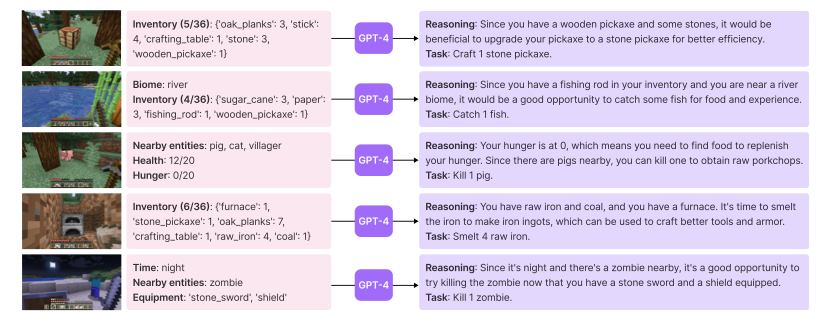 Inventory (5/36): {'oak_planks': 3, 'stick':
4, 'crafting_table': 1, 'stone': 3,
'wooden_pickaxe': 1}
GPT-4
Reasoning: Since you have a wooden pickaxe and some stones, it would be
beneficial to upgrade your pickaxe to a stone pickaxe for better efficiency.
Task: Craft 1 stone pickaxe.
Biome: river
Inventory (4/36): {'sugar_cane': 3, 'paper':
3, 'fishing_rod': 1, 'wooden_pickaxe': 1}
GPT-4
Reasoning: Since you have a fishing rod in your inventory and you are near a river
biome, it would be a good opportunity to catch some fish for food and experience.
Task: Catch 1 fish.
Nearby entities: pig, cat, villager
Health: 12/20
Hunger: 0/20
GPT-4
Reasoning: Your hunger is at 0, which means you need to find food to replenish
your hunger. Since there are pigs nearby, you can kill one to obtain raw porkchops.
Task: Kill 1 pig.
Inventory (6/36): {'furnace': 1,
'stone_pickaxe': 1, 'oak_planks': 7,
'crafting_table': 1, 'raw_iron': 4, 'coal': 1}
GPT-4
Reasoning: You have raw iron and coal, and you have a furnace. It's time to smelt
the iron to make iron ingots, which can be used to craft better tools and armor.
Task: Smelt 4 raw iron.
Time: night
Nearby entities: zombie
Equipment: 'stone_sword', 'shield'
GPT-4
Reasoning: Since it's night and there's a zombie nearby, it's a good opportunity to
try killing the zombie now that you have a stone sword and a shield equipped.
Task: Kill 1 zombie.